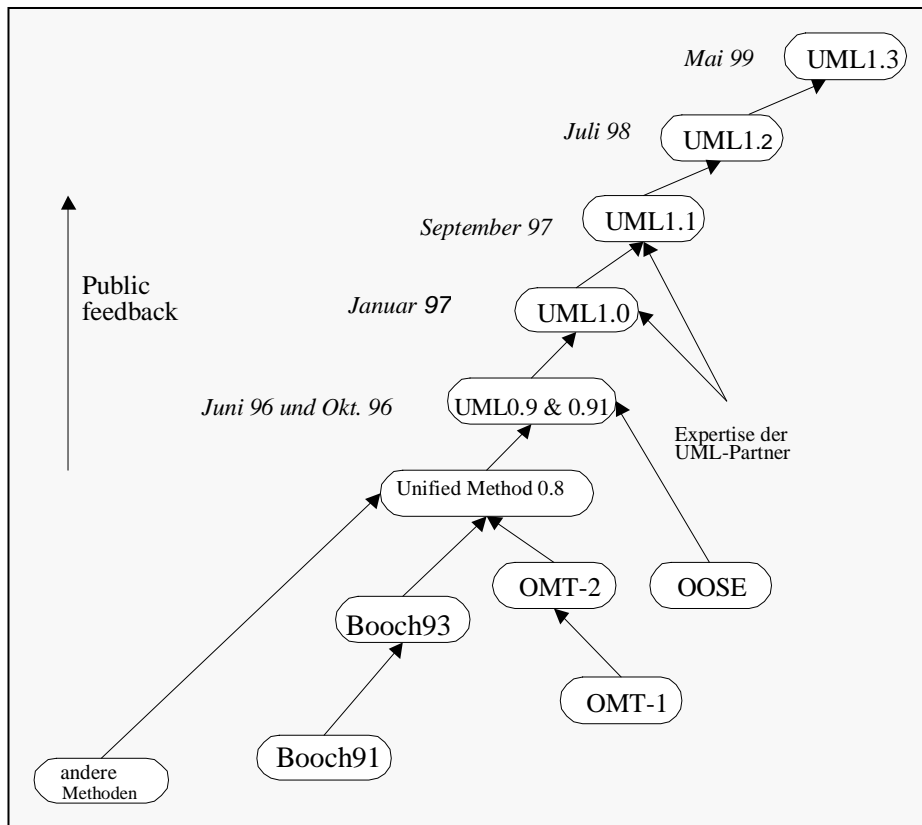 Mai 99
UML1.3
Juli 98
UML1.2
September 97
UML1.1
Public
feedback
Januar 97
UML1.0
Juni 96 und Okt. 96
UML0.9 & 0.91
Expertise der
UML-Partner
Unified Method 0.8
OMT-2
OOSE
Booch93
OMT-1
Booch91
andere
Methoden